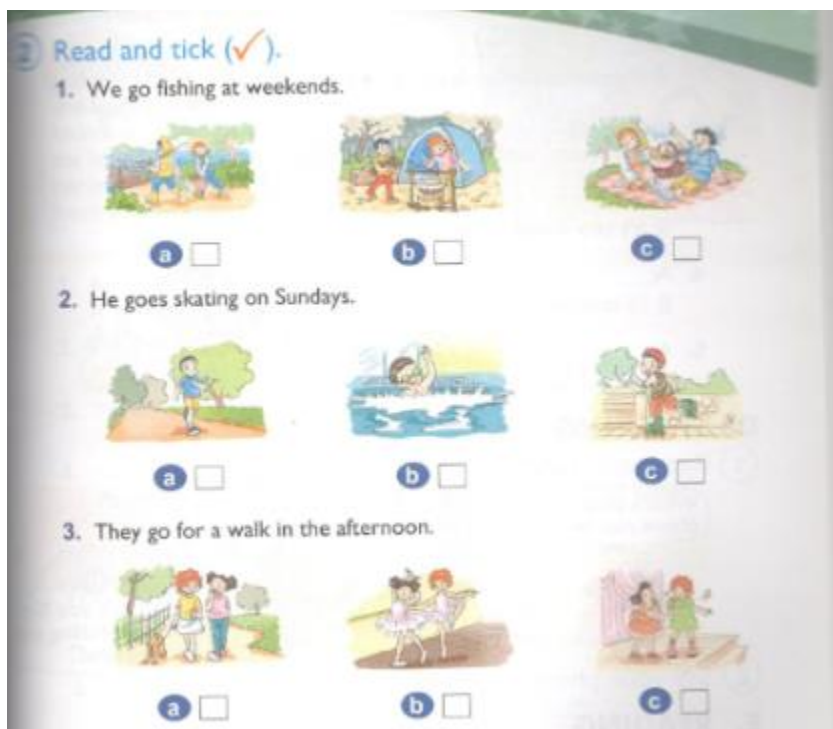 2 Read and tick (✓).
1. We go fishing at weekends.
a b c
2. He goes skating on Sundays.
a b c
3. They go for a walk in the afternoon.
a b c